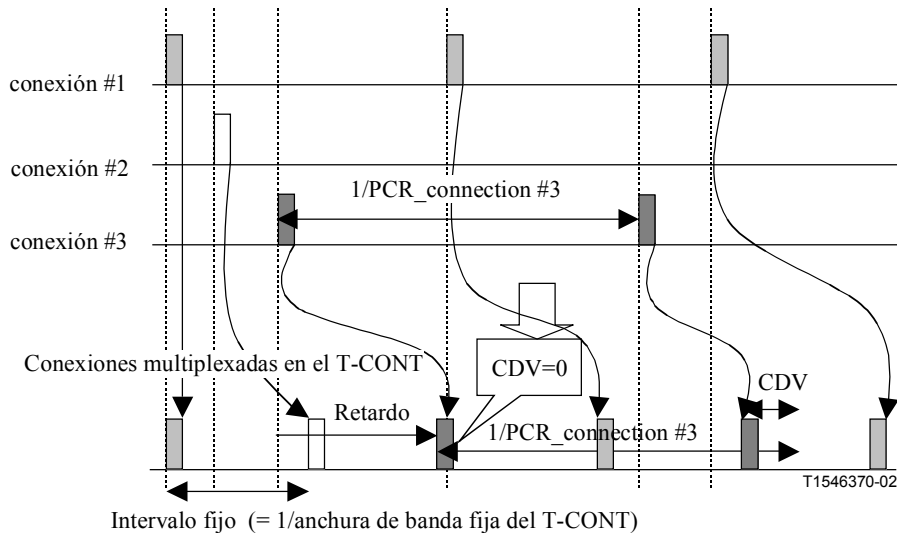 conexión #1
conexión #2
1/PCR_connection #3
conexión #3
Conexiones multiplexadas en el T-CONT
CDV=0
CDV
Retardo
1/PCR_connection #3
T1546370-02
Intervalo fijo (= 1/anchura de banda fija del T-CONT)